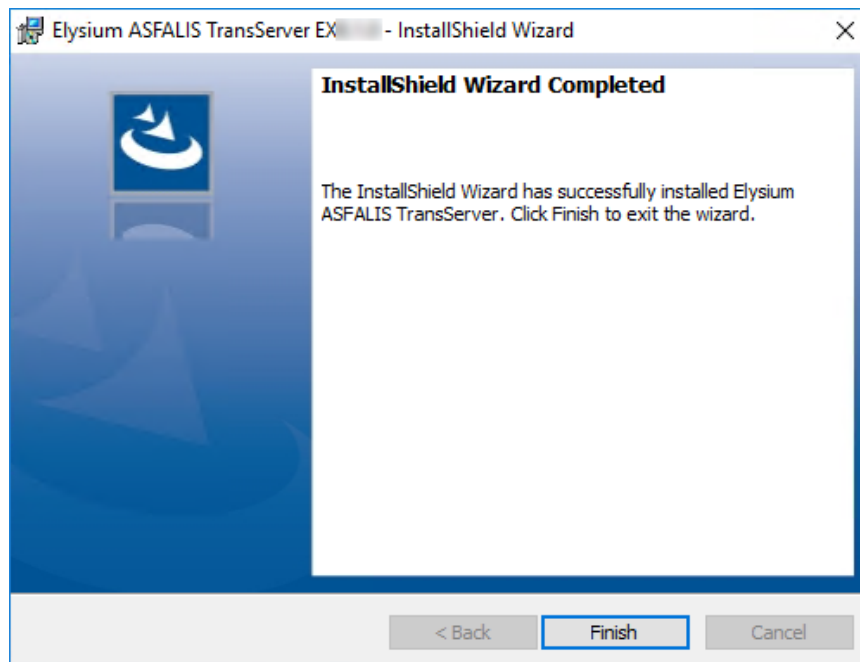 Elysium ASFALIS TransServer EX - InstallShield Wizard
InstallShield Wizard Completed
The InstallShield Wizard has successfully installed Elysium
ASFALIS TransServer. Click Finish to exit the wizard.
< Back
Finish
Cancel